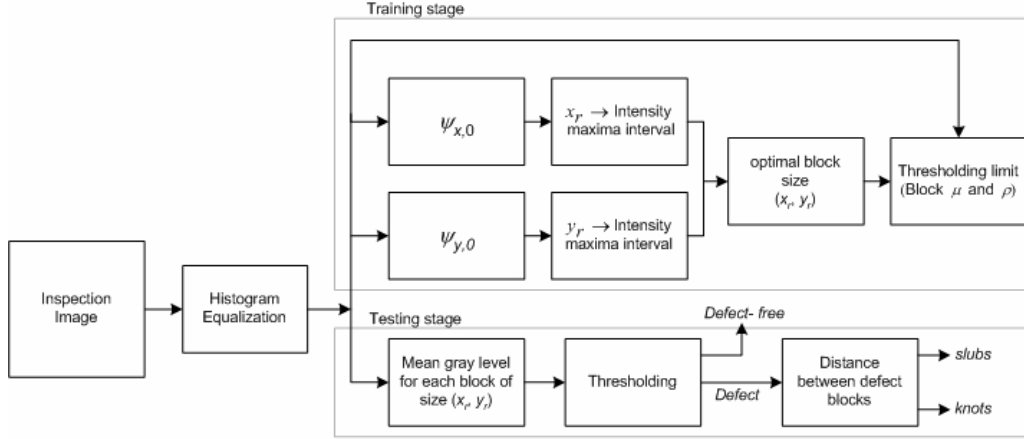 Training stage
ψx,0
xr → Intensity
maxima interval
optimal block
size
(xr, yr)
Thresholding limit
(Block μ and ρ)
ψy,0
yr → Intensity
maxima interval
Inspection
Image
Histogram
Equalization
Testing stage
Defect- free
Mean gray level
for each block of
size (xr, yr)
Thresholding
Defect
Distance
between defect
blocks
slubs
knots